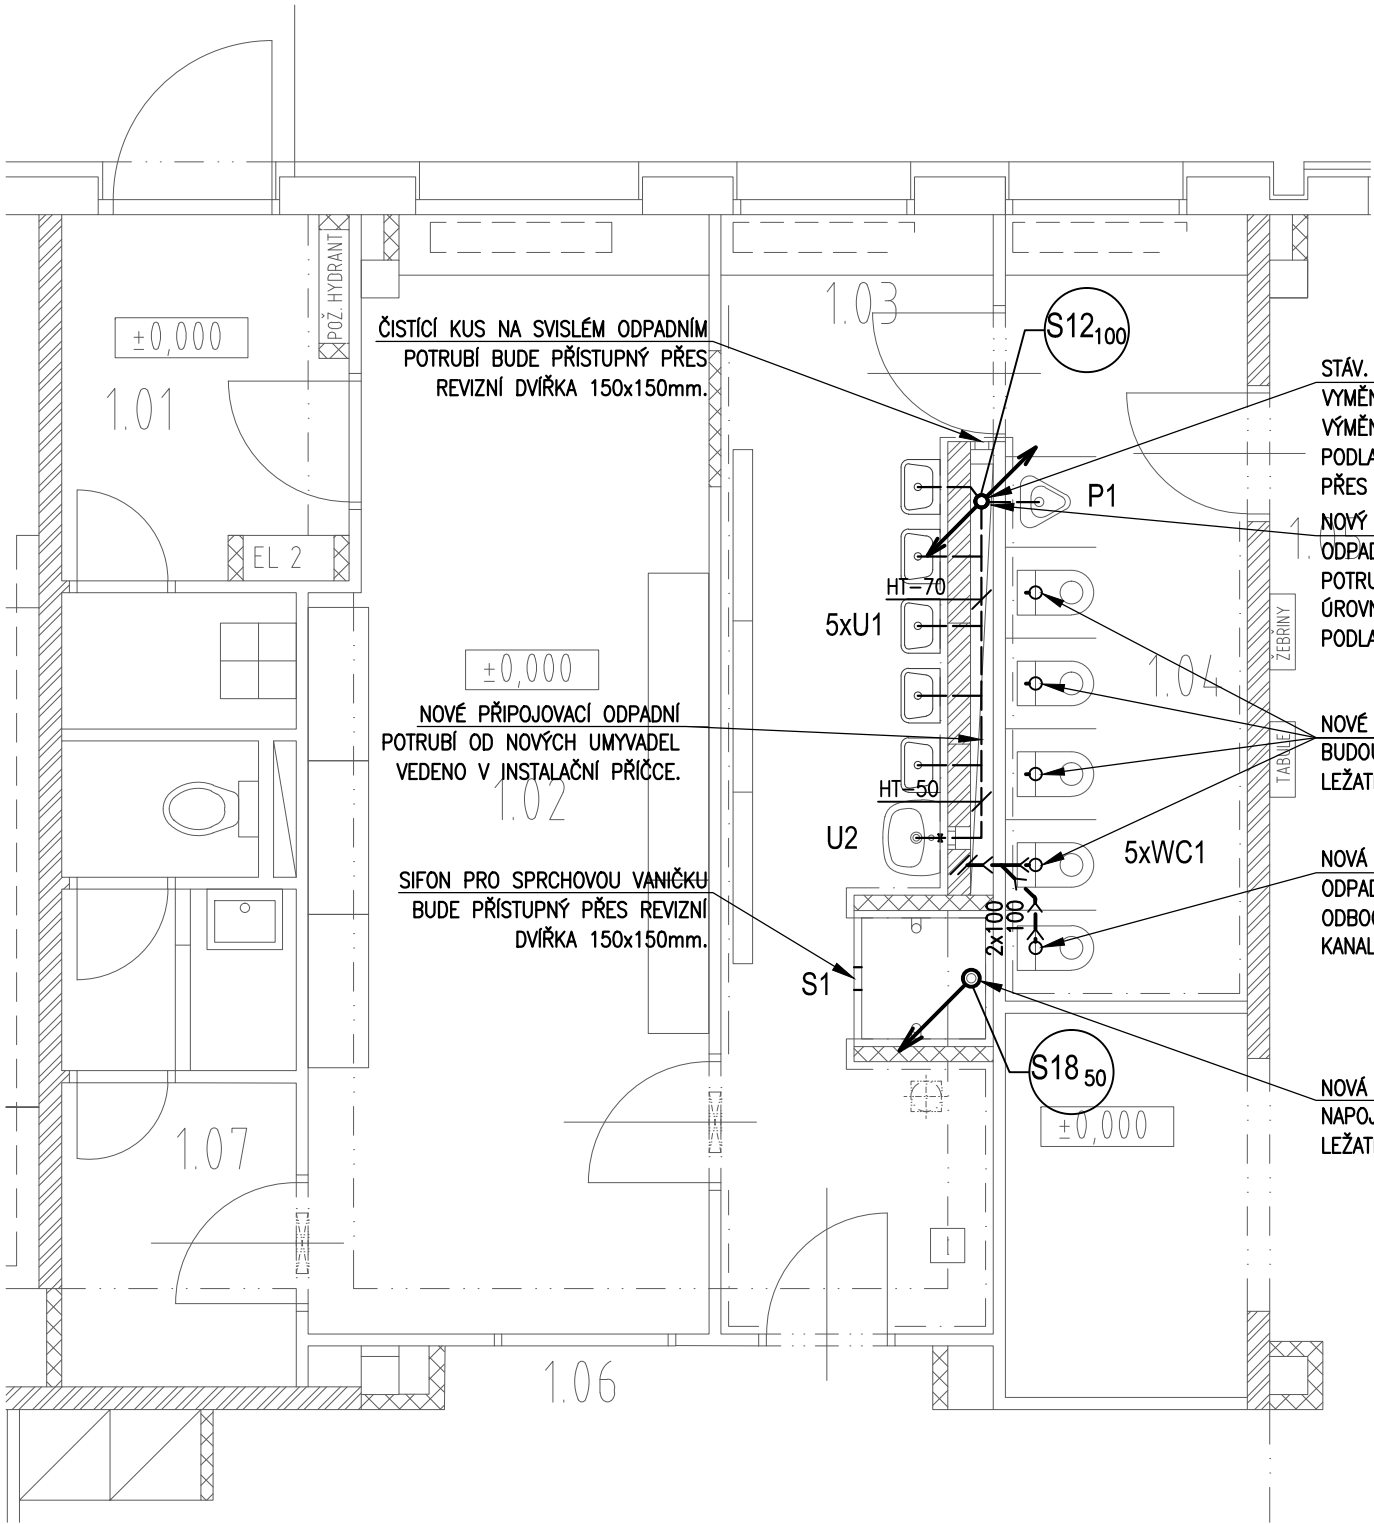 1.03
S12100
POŽ. HYDRANT
±0,000
ČISTÍCÍ KUS NA SVISLÉM ODPADNÍM
POTRUBÍ BUDE PŘÍSTUPNÝ PŘES
REVIZNÍ DVÍŘKA 150x150mm.
1.01
STÁV.
VYMĚN
VÝMĚN
PODLA
PŘES
P1
NOVÝ
ODPAD
POTRU
ÚROVN
PODLA
EL 2
HT-70
5xU1
ŽEBŘINY
1.04
±0,000
NOVÉ PŘIPOJOVACÍ ODPADNÍ
POTRUBÍ OD NOVÝCH UMYVADEL
VEDENO V INSTALAČNÍ PŘÍČCE.
NOVÉ
BUDOU
LEŽAT
TABULE
1.02
HT-50
U2
5xWC1
SIFON PRO SPRCHOVOU VANIČKU
BUDE PŘÍSTUPNÝ PŘES REVIZNÍ
DVÍŘKA 150x150mm.
NOVÁ
ODPAD
ODBOČ
KANAL
2x100
100
S1
S18 50
±0,000
NOVÁ
NAPOJ
LEŽAT
1.07
1.06